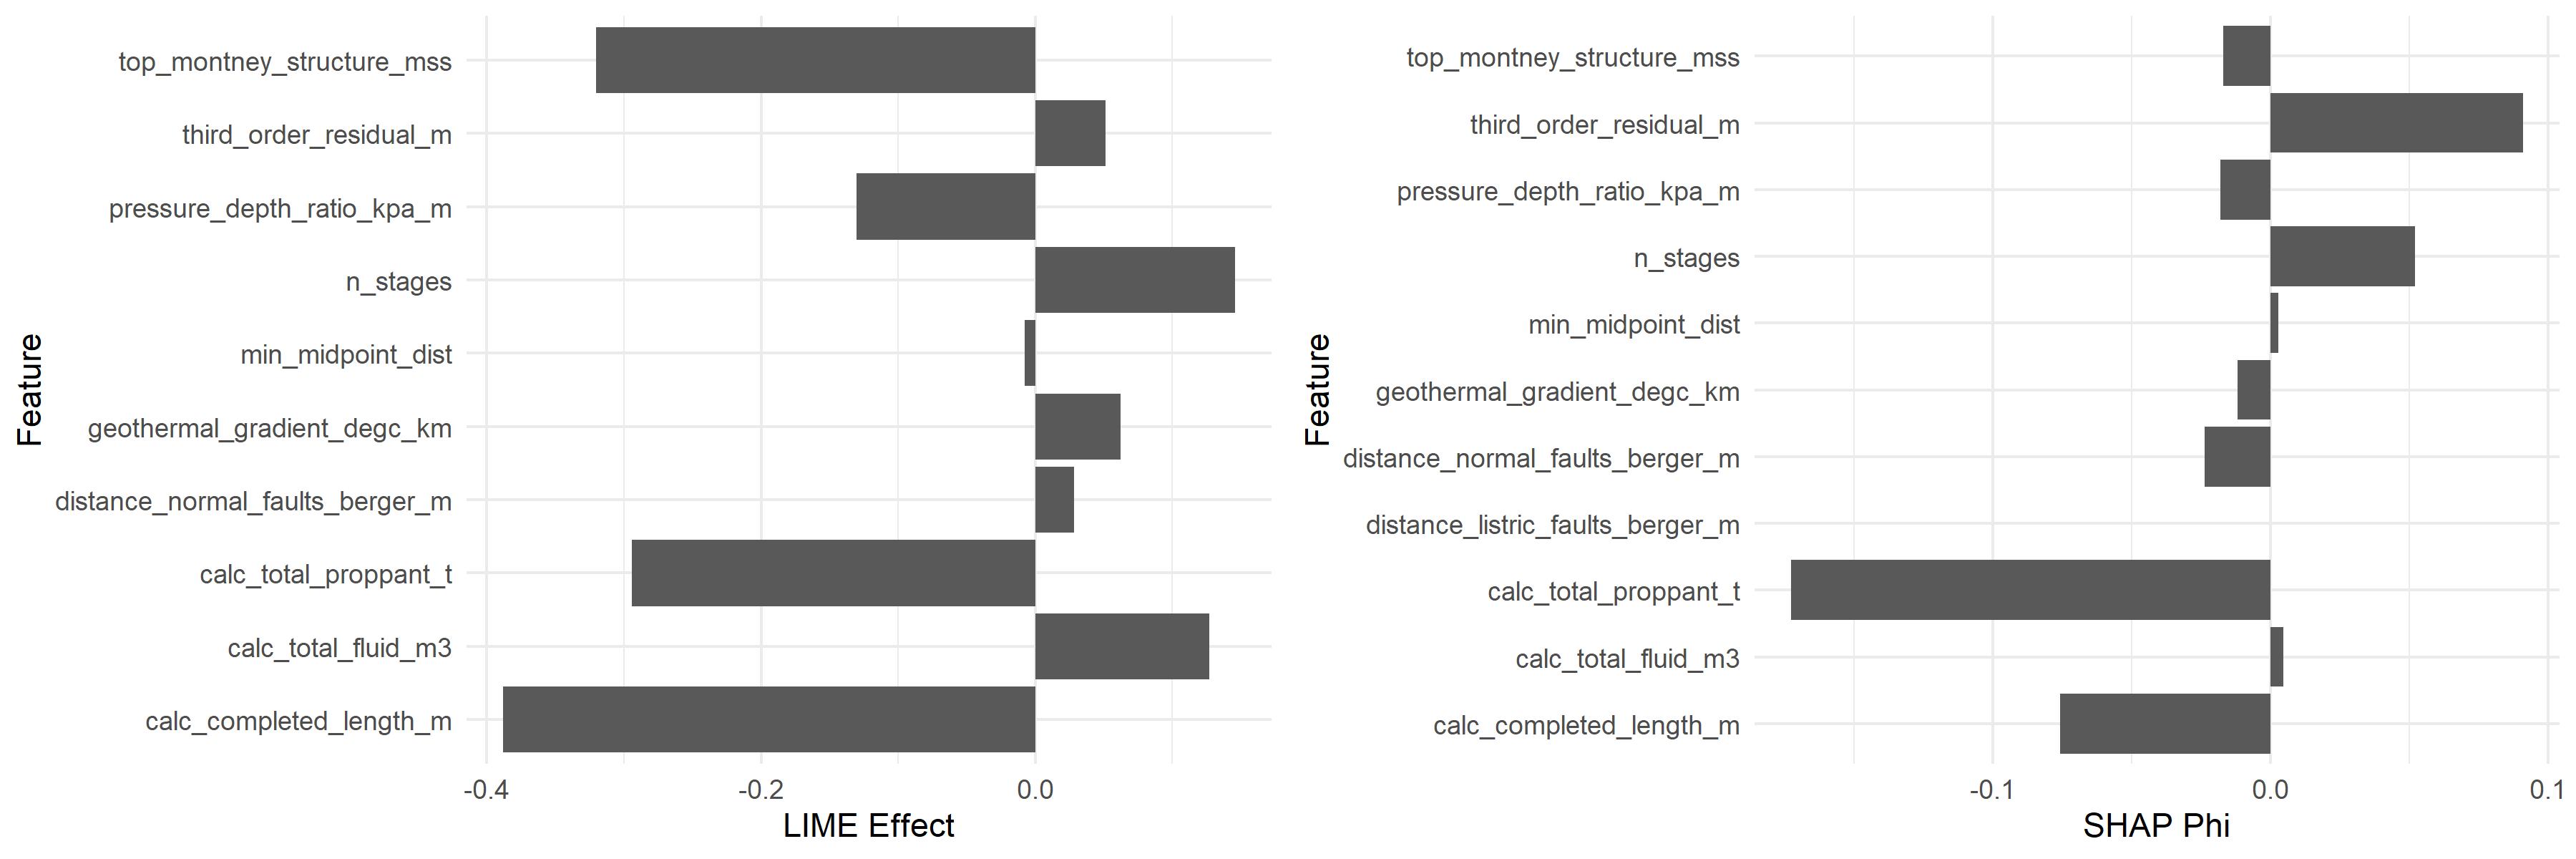 Feature
top_montney_structure_mss
third_order_residual_m
pressure_depth_ratio_kpa_m
n_stages
min_midpoint_dist
geothermal_gradient_degc_km
distance_normal_faults_berger_m
calc_total_proppant_t
calc_total_fluid_m3
calc_completed_length_m
-0.4 -0.2 0.0
LIME Effect
Feature
top_montney_structure_mss
third_order_residual_m
pressure_depth_ratio_kpa_m
n_stages
min_midpoint_dist
geothermal_gradient_degc_km
distance_normal_faults_berger_m
distance_listric_faults_berger_m
calc_total_proppant_t
calc_total_fluid_m3
calc_completed_length_m
-0.1 0.0 0.1
SHAP Phi